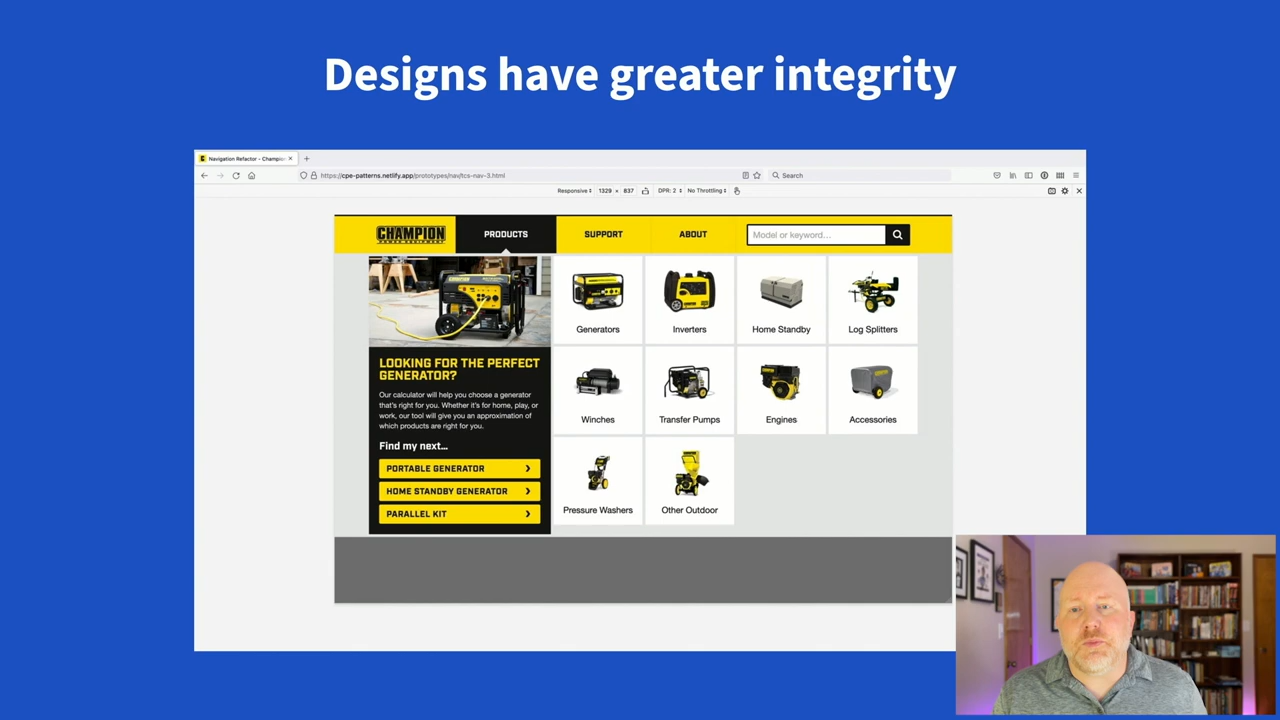 Designs have greater integrity
Navigation Refactor - Champio
https://cpe-patterns.netlify.app/prototypes/nav/tcs-nav-3.html
Search
Responsive 1329 × 837 DPR: 2 No Throttling
CHAMPION
POWER EQUIPMENT
PRODUCTS
SUPPORT
ABOUT
Model or keyword...
LOOKING FOR THE PERFECT
GENERATOR?
Our calculator will help you choose a generator
that's right for you. Whether it's for home, play, or
work, our tool will give you an approximation of
which products are right for you.
Find my next...
PORTABLE GENERATOR
HOME STANDBY GENERATOR
PARALLEL KIT
Generators
Inverters
Home Standby
Log Splitters
Winches
Transfer Pumps
Engines
Accessories
Pressure Washers
Other Outdoor